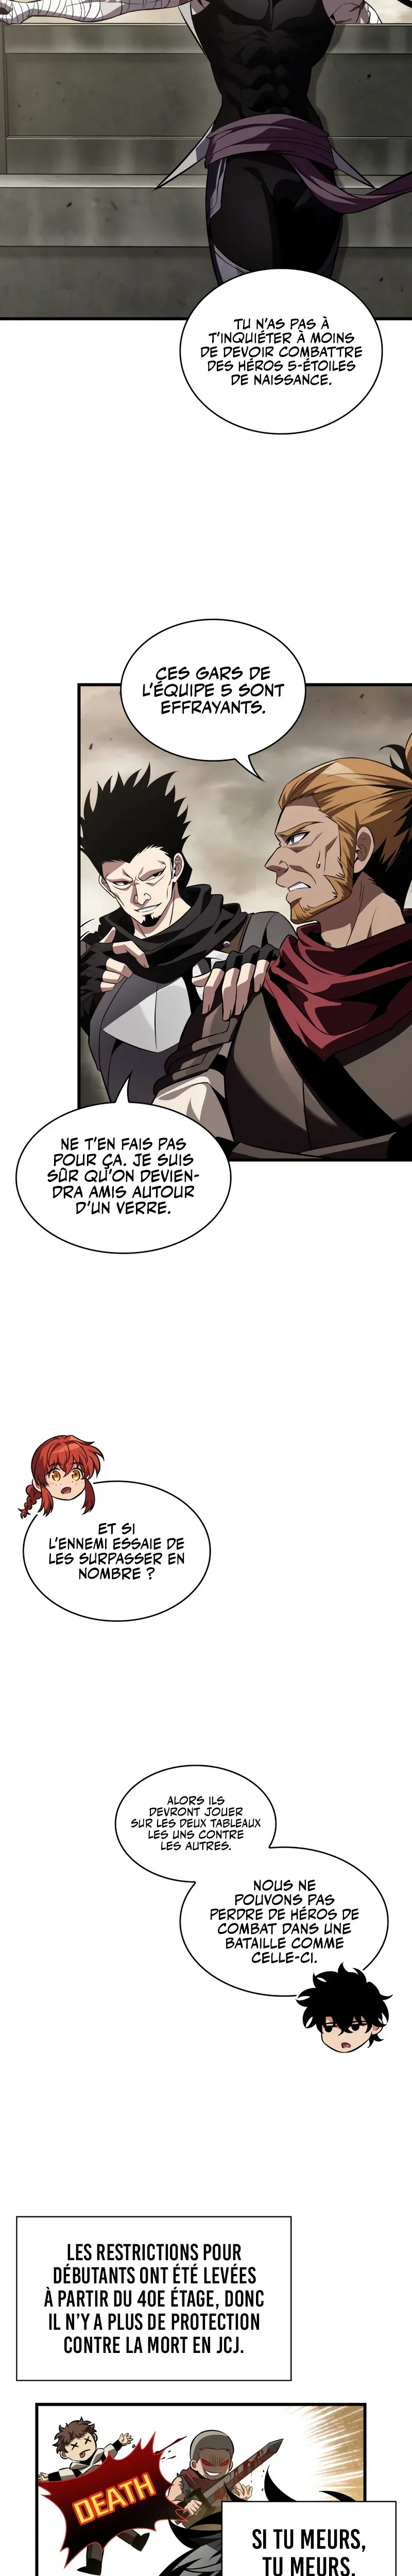 TU N'AS PAS À
T'INQUIÉTER À MOINS
DE DEVOIR COMBATTRE
DES HÉROS 5-ÉTOILES
DE NAISSANCE.
CES GARS DE
L'ÉQUIPE 5 SONT
EFFRAYANTS.
NE T'EN FAIS PAS
POUR ÇA. JE SUIS
SÛR QU'ON DEVIEN-
DRA AMIS AUTOUR
D'UN VERRE.
ET SI
L'ENNEMI ESSAIE DE
LES SURPASSER EN
NOMBRE ?
ALORS ILS
DEVRONT JOUER
SUR LES DEUX TABLEAUX
LES UNS CONTRE
LES AUTRES.
NOUS NE
POUVONS PAS
PERDRE DE HÉROS DE
COMBAT DANS UNE
BATAILLE COMME
CELLE-CI.
LES RESTRICTIONS POUR
DÉBUTANTS ONT ÉTÉ LEVÉES
À PARTIR DU 40E ÉTAGE, DONC
IL N'Y A PLUS DE PROTECTION
CONTRE LA MORT EN JCJ.
DEATH
SI TU MEURS,
TU MEURS.